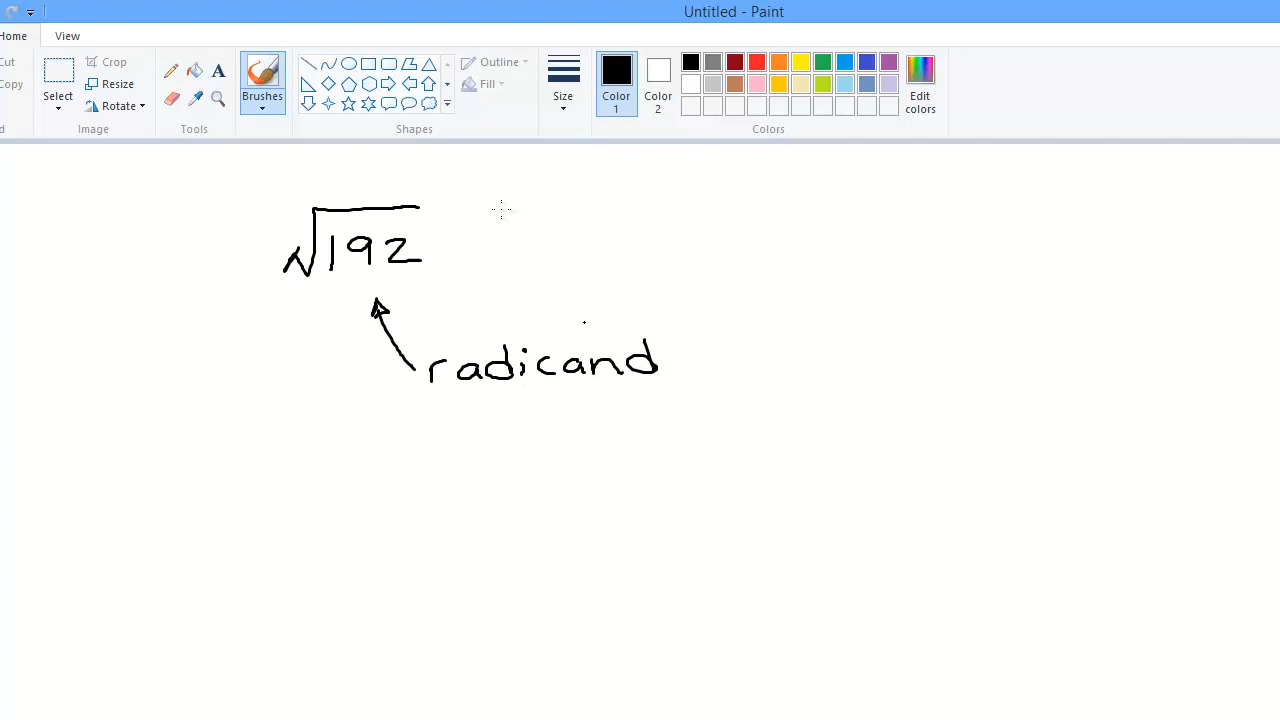 Untitled - Paint
Home View
Cut
Copy
Select
Crop
Resize
Rotate
Brushes
Outline
Fill
Size
Color 1
Color 2
Edit colors
Image
Tools
Shapes
Colors
√192
radicand